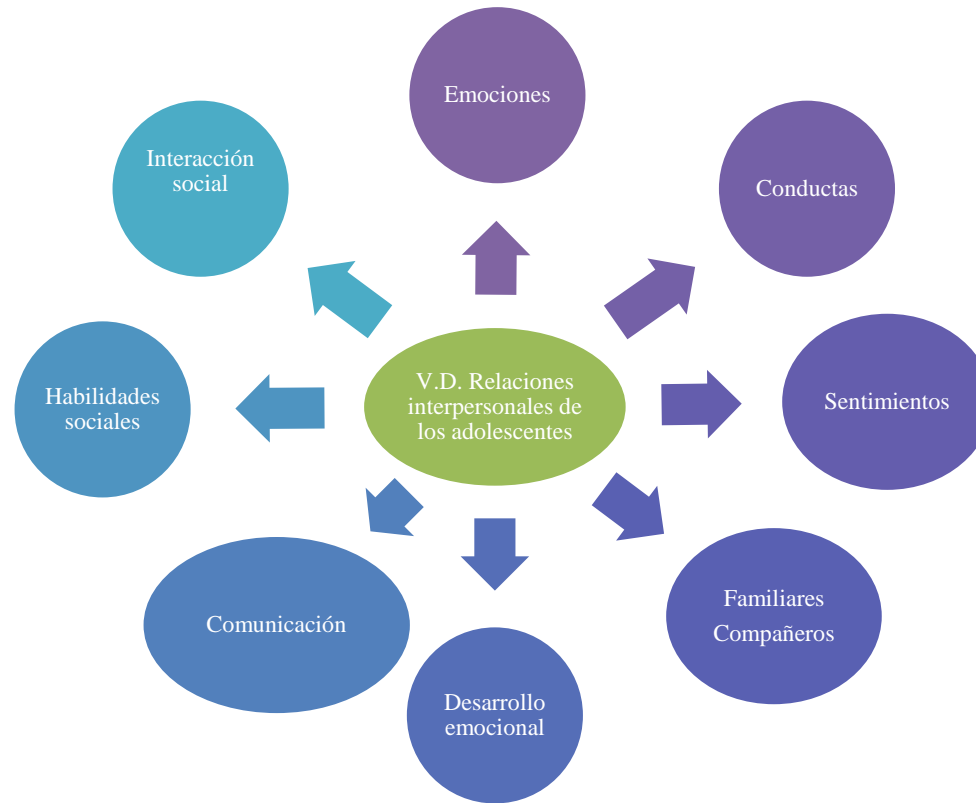 Emociones
Interacción
social
Conductas
Habilidades
sociales
V.D. Relaciones
interpersonales de
los adolescentes
Sentimientos
Comunicación
Familiares
Compañeros
Desarrollo
emocional